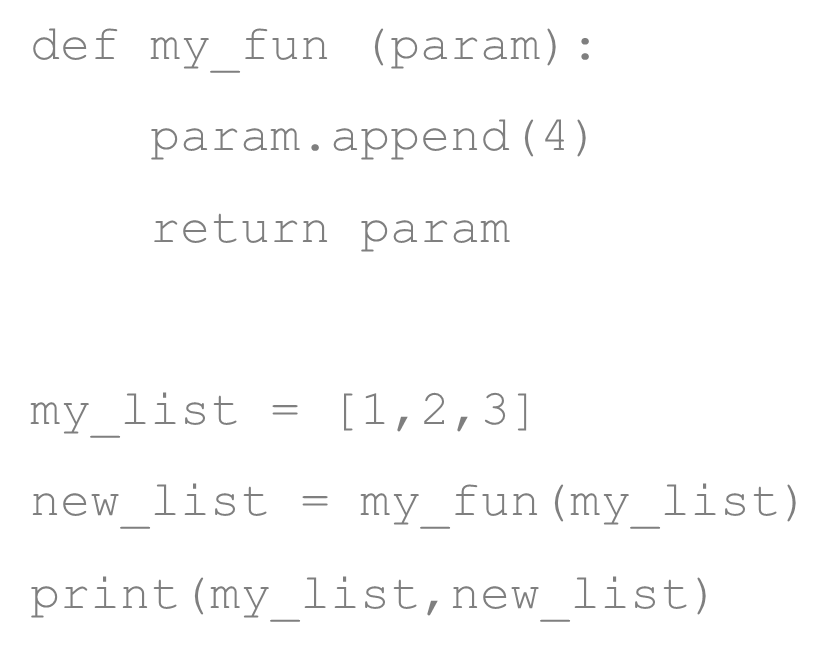 def my_fun (param):
    param.append(4)
    return param
my_list = [1,2,3]
new_list = my_fun(my_list)
print(my_list,new_list)